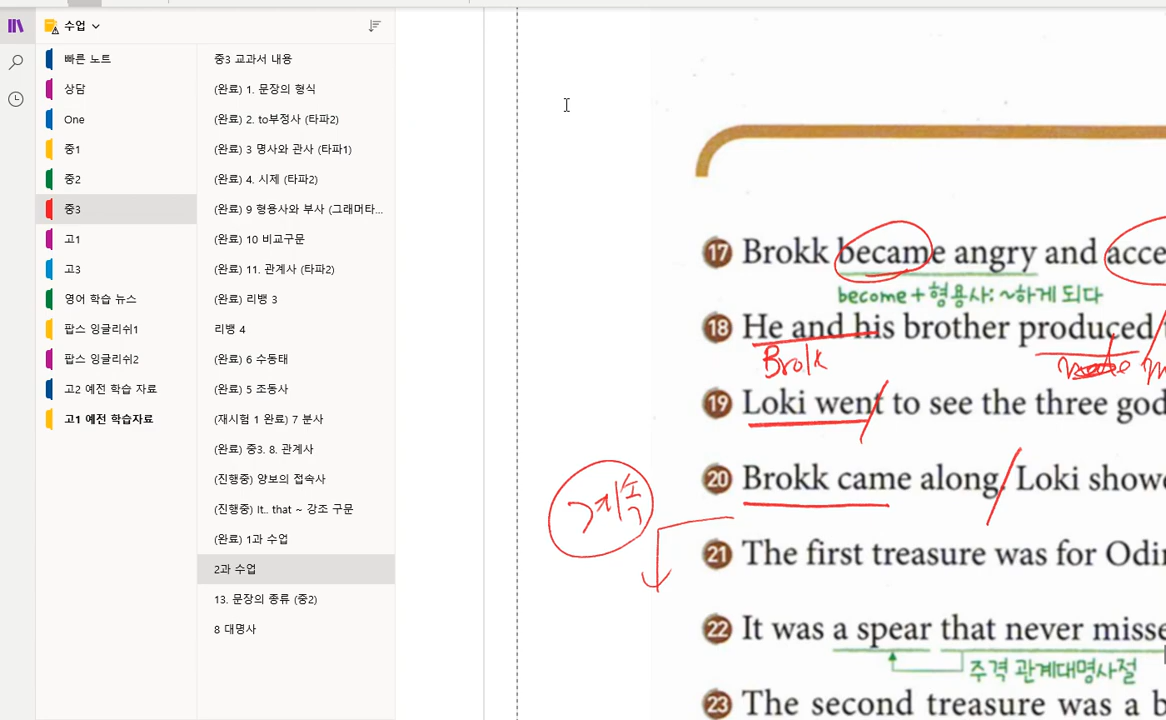 수업
빠른 노트
상담
One
중1
중2
중3
고1
고3
영어 학습 뉴스
팝스 잉글리쉬1
팝스 잉글리쉬2
고2 예전 학습 자료
고1 예전 학습자료
중3 교과서 내용
(완료) 1. 문장의 형식
(완료) 2. to부정사 (타파2)
(완료) 3 명사와 관사 (타파1)
(완료) 4. 시제 (타파2)
(완료) 9 형용사와 부사 (그래머타...
(완료) 10 비교구문
(완료) 11. 관계사 (타파2)
(완료) 리뱅 3
리뱅 4
(완료) 6 수동태
(완료) 5 조동사
(재시험 1 완료) 7 분사
(완료) 중3. 8. 관계사
(진행중) 양보의 접속사
(진행중) It.. that ~ 강조 구문
(완료) 1과 수업
2과 수업
13. 문장의 종류 (중2)
8 대명사
17 Brokk became angry and acce
become+형용사: ~하게 되다
18 He and his brother produced
Brokk
19 Loki went to see the three god
20 Brokk came along. Loki showe
계속
21 The first treasure was for Odi
22 It was a spear that never misse
주격 관계대명사절
23 The second treasure was a b